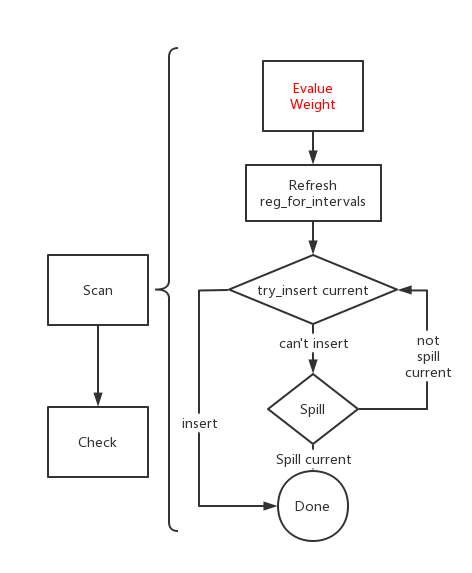 Evalue
Weight
Refresh
reg_for_intervals
Scan
try_insert current
can't insert
not
spill
current
Spill
insert
Check
Spill current
Done